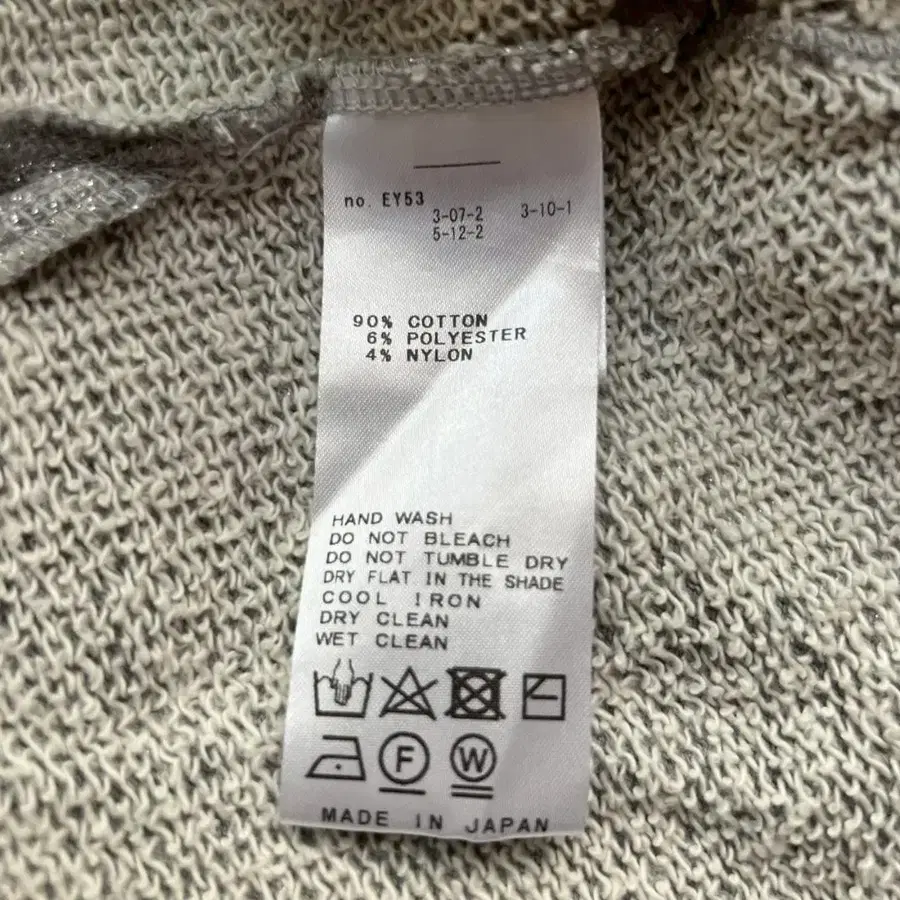 no. EY53
3-07-2 3-10-1
5-12-2
90% COTTON
6% POLYESTER
4% NYLON
HAND WASH
DO NOT BLEACH
DO NOT TUMBLE DRY
DRY FLAT IN THE SHADE
COOL IRON
DRY CLEAN
WET CLEAN
F W
MADE IN JAPAN